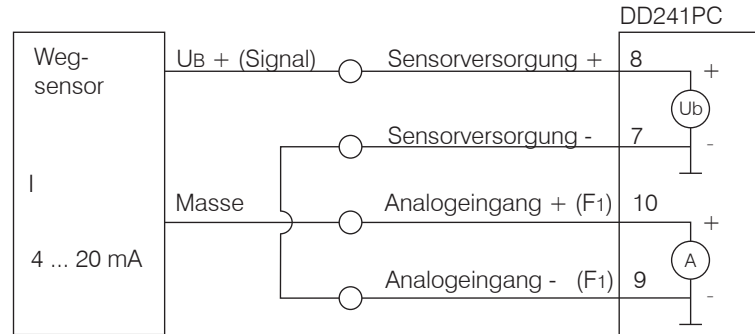 DD241PC
Weg-
sensor
UB + (Signal)
Sensorversorgung +
8
+
Ub
Sensorversorgung -
7
-
I
Masse
Analogeingang + (F1)
10
+
4 ... 20 mA
A
Analogeingang - (F1)
9
-